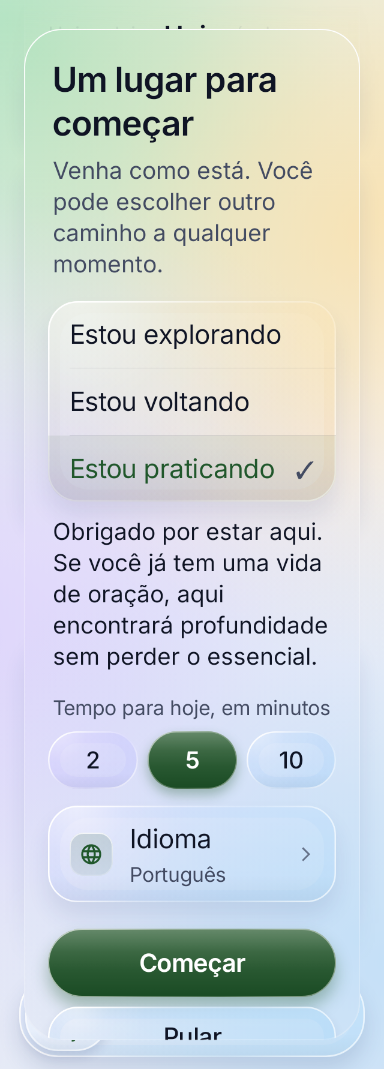 Um lugar para
começar
Venha como está. Você
pode escolher outro
caminho a qualquer
momento.
Estou explorando
Estou voltando
Estou praticando ✓
Obrigado por estar aqui.
Se você já tem uma vida
de oração, aqui
encontrará profundidade
sem perder o essencial.
Tempo para hoje, em minutos
2 5 10
Idioma
Português
Começar
Pular